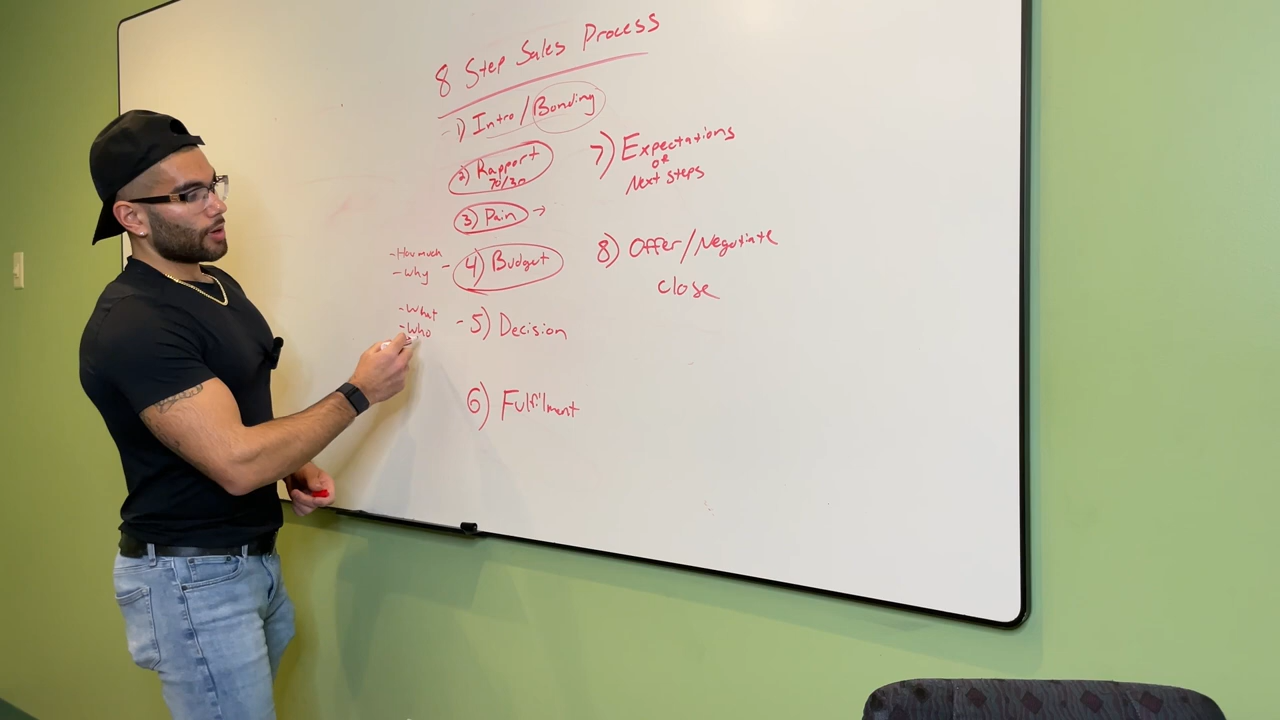 8 Step Sales Process
-1) Intro/Bonding
2) Rapport
70/30
3) Pain →
- How much
- Why
- 4) Budget
- What
- Who
- 5) Decision
6) Fulfilment
7) Expectations
or
Next steps
8) Offer/Negotiate
close